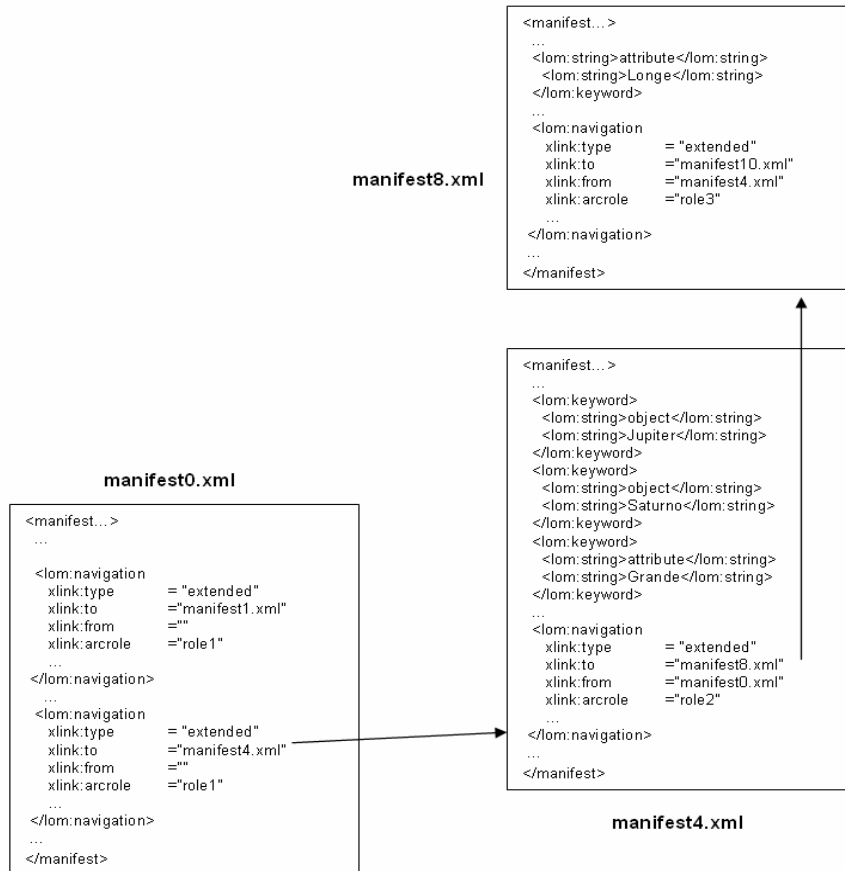 manifest8.xml
<manifest...>
...
<lom:string>attribute</lom:string>
<lom:string>Longe</lom:string>
</lom:keyword>
...
<lom:navigation
xlink:type = "extended"
xlink:to ="manifest10.xml"
xlink:from ="manifest4.xml"
xlink:arcrole ="role3"
...
</lom:navigation>
...
</manifest>
manifest0.xml
<manifest...>
...
<lom:navigation
xlink:type = "extended"
xlink:to ="manifest1.xml"
xlink:from =""
xlink:arcrole ="role1"
...
</lom:navigation>
...
<lom:navigation
xlink:type = "extended"
xlink:to ="manifest4.xml"
xlink:from =""
xlink:arcrole ="role1"
...
</lom:navigation>
...
</manifest>
<manifest...>
...
<lom:keyword>
<lom:string>object</lom:string>
<lom:string>Jupiter</lom:string>
</lom:keyword>
<lom:keyword>
<lom:string>object</lom:string>
<lom:string>Saturno</lom:string>
</lom:keyword>
<lom:keyword>
<lom:string>attribute</lom:string>
<lom:string>Grande</lom:string>
</lom:keyword>
...
<lom:navigation
xlink:type = "extended"
xlink:to ="manifest8.xml"
xlink:from ="manifest0.xml"
xlink:arcrole ="role2"
...
</lom:navigation>
...
</manifest>
manifest4.xml